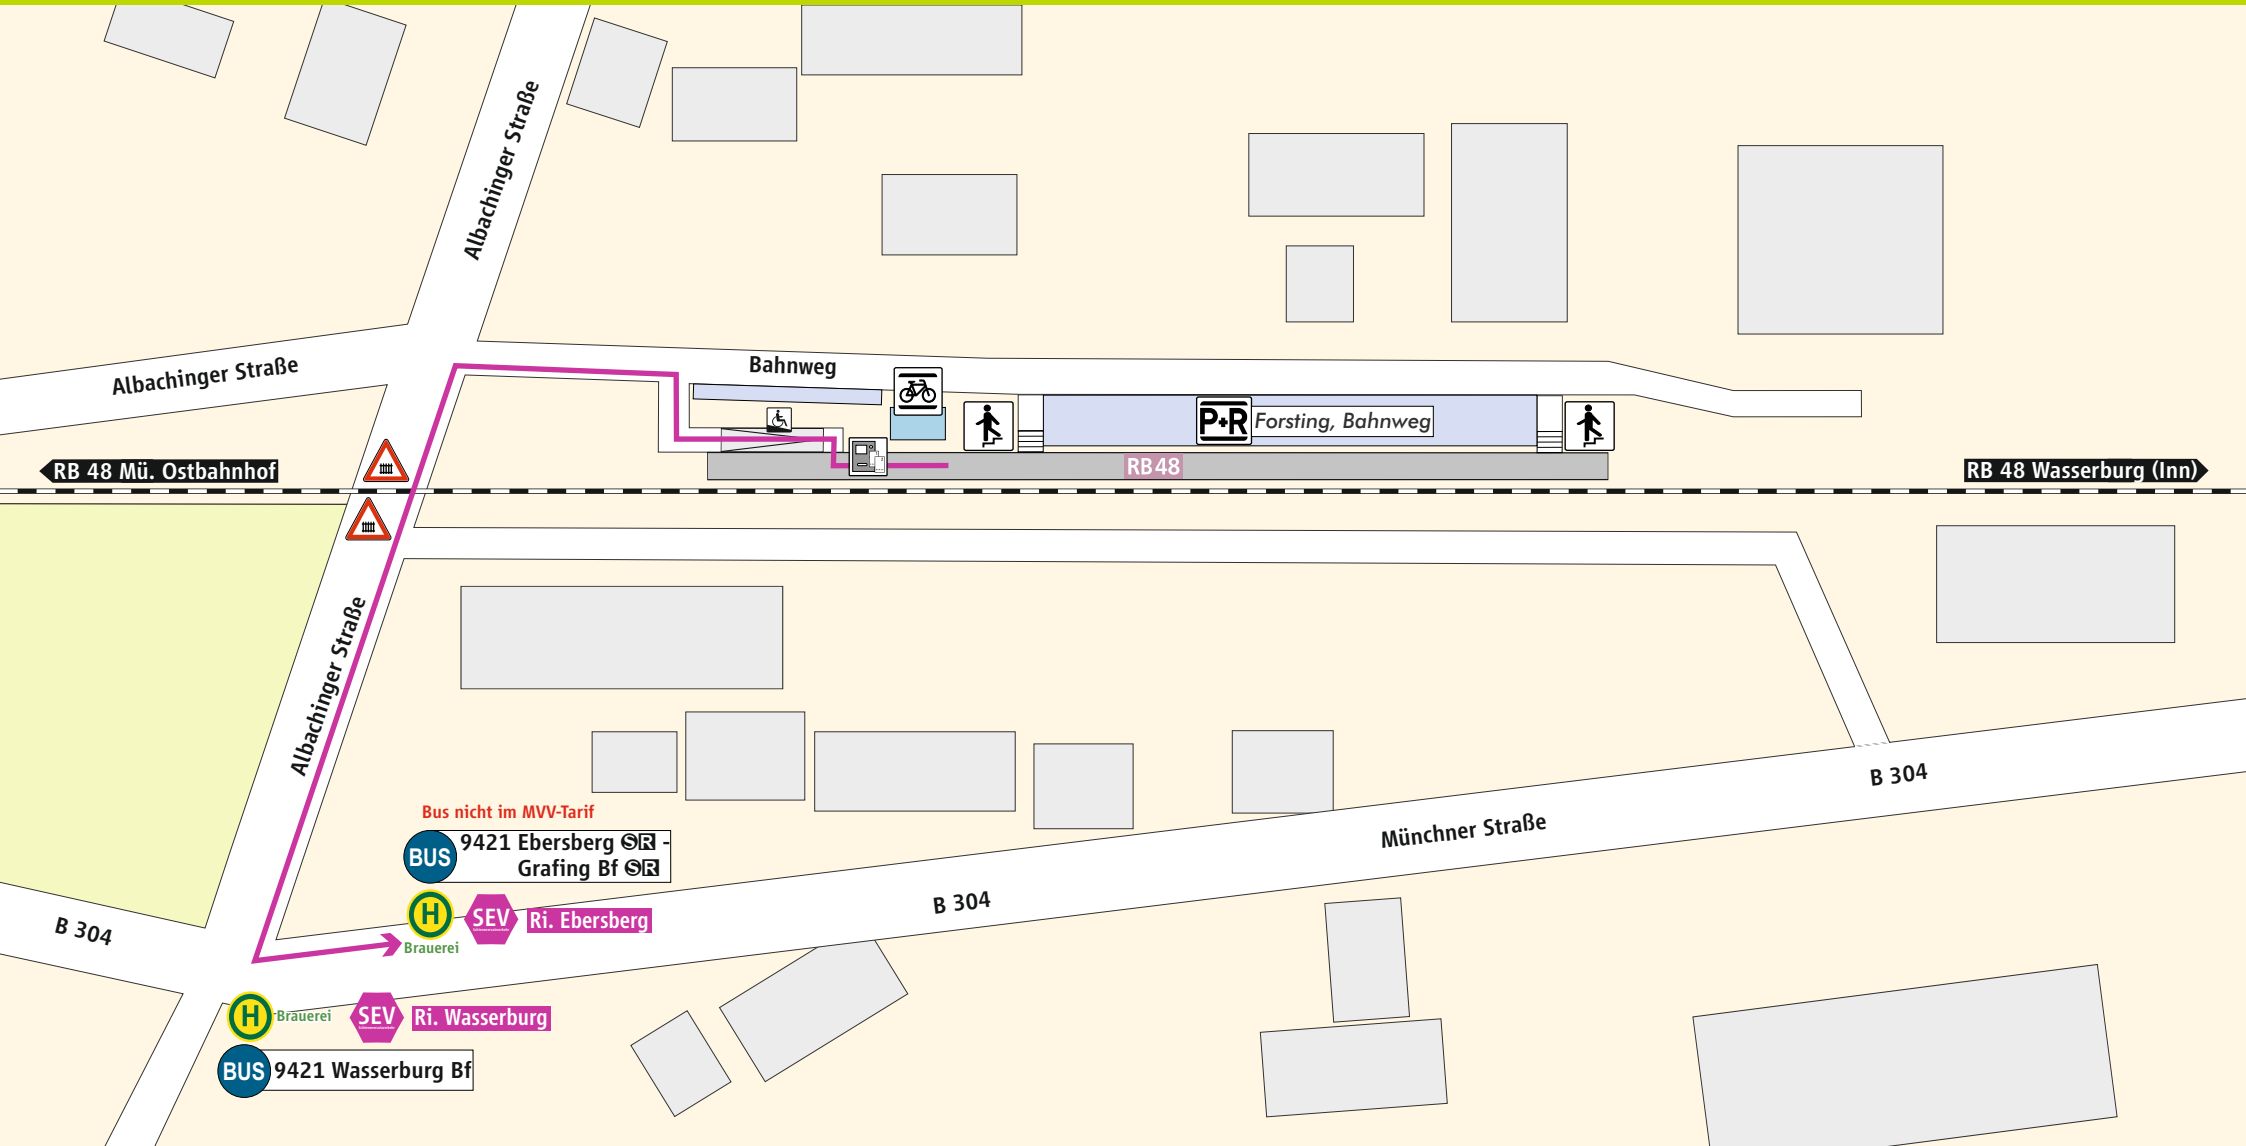 Albachinger Straße
Albachinger Straße
Bahnweg
P+R Forsting, Bahnweg
RB 48 Mü. Ostbahnhof
RB48
RB 48 Wasserburg (Inn)
Albachinger Straße
B 304
Münchner Straße
Bus nicht im MVV-Tarif
BUS 9421 Ebersberg S R -
Grafing Bf S R
B 304
B 304
H SEV Ri. Ebersberg
Brauerei
H Brauerei SEV Ri. Wasserburg
BUS 9421 Wasserburg Bf